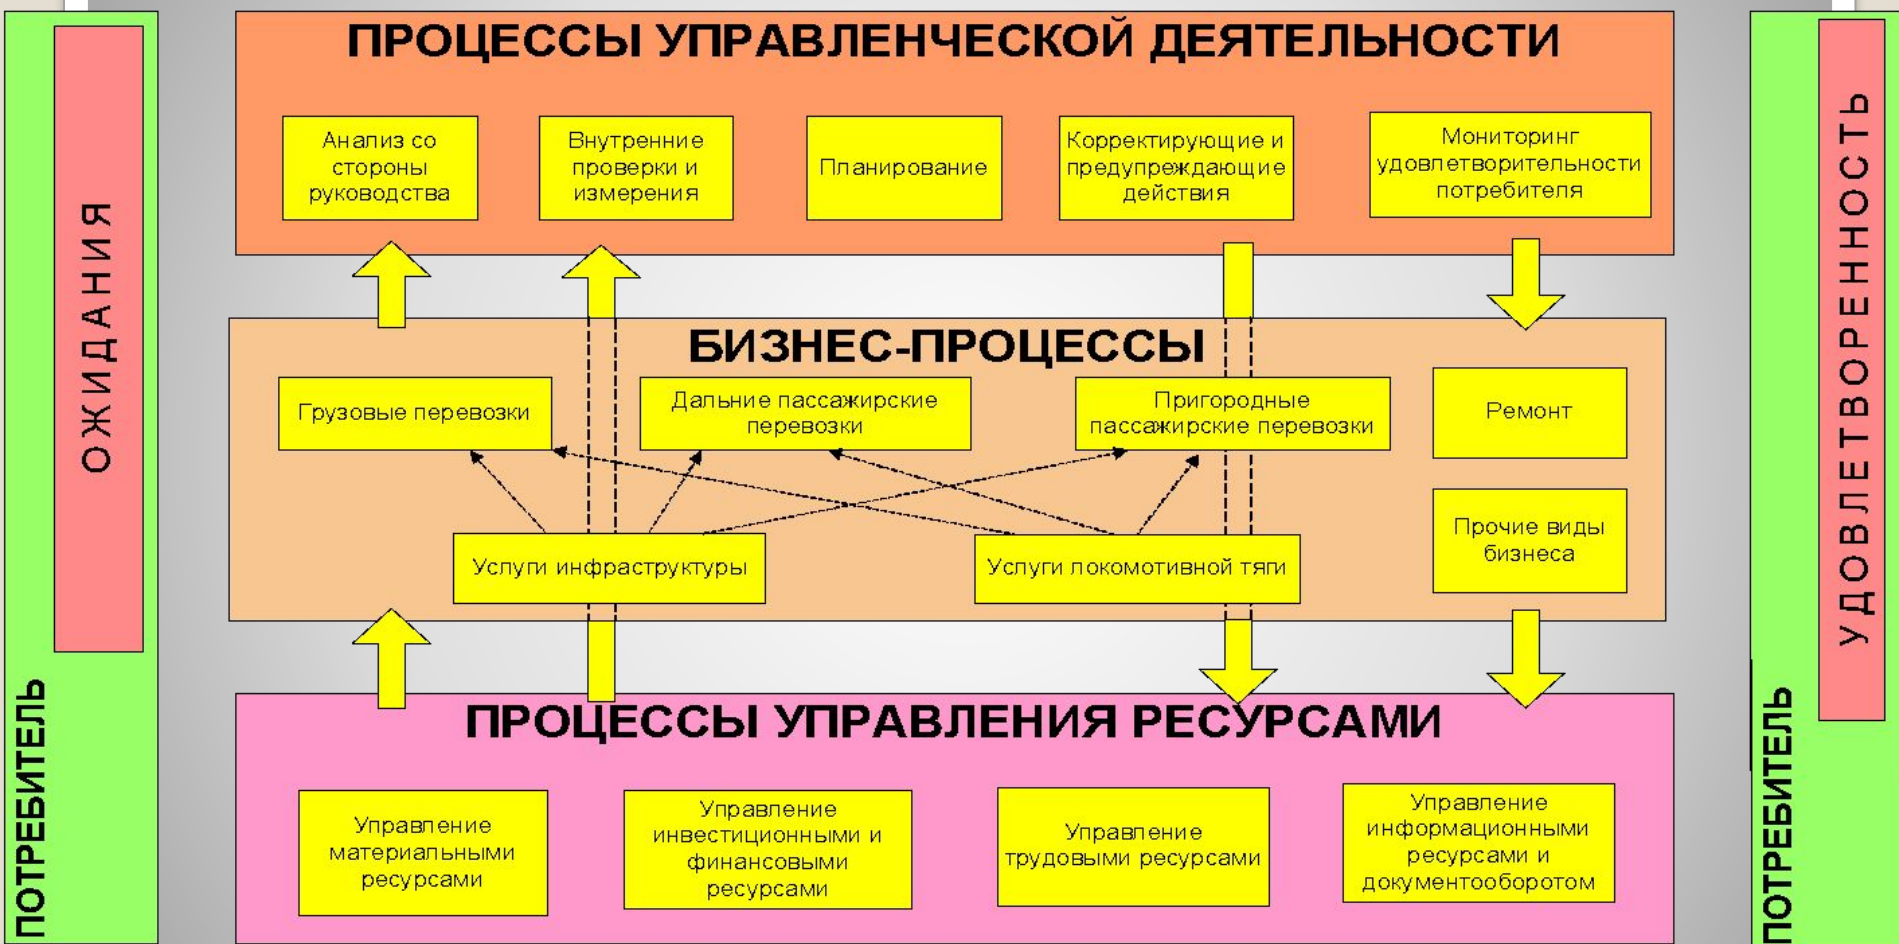 ПОТРЕБИТЕЛЬ
ОЖИДАНИЯ
ПРОЦЕССЫ УПРАВЛЕНЧЕСКОЙ ДЕЯТЕЛЬНОСТИ
Анализ со
стороны
руководства
Внутренние
проверки и
измерения
Планирование
Корректирующие и
предупреждающие
действия
Мониторинг
удовлетворительности
потребителя
БИЗНЕС-ПРОЦЕССЫ
Грузовые перевозки
Дальние пассажирские
перевозки
Пригородные
пассажирские перевозки
Ремонт
Услуги инфраструктуры
Услуги локомотивной тяги
Прочие виды
бизнеса
ПРОЦЕССЫ УПРАВЛЕНИЯ РЕСУРСАМИ
Управление
материальными
ресурсами
Управление
инвестиционными и
финансовыми
ресурсами
Управление
трудовыми ресурсами
Управление
информационными
ресурсами и
документооборотом
ПОТРЕБИТЕЛЬ
УДОВЛЕТВОРЕННОСТЬ